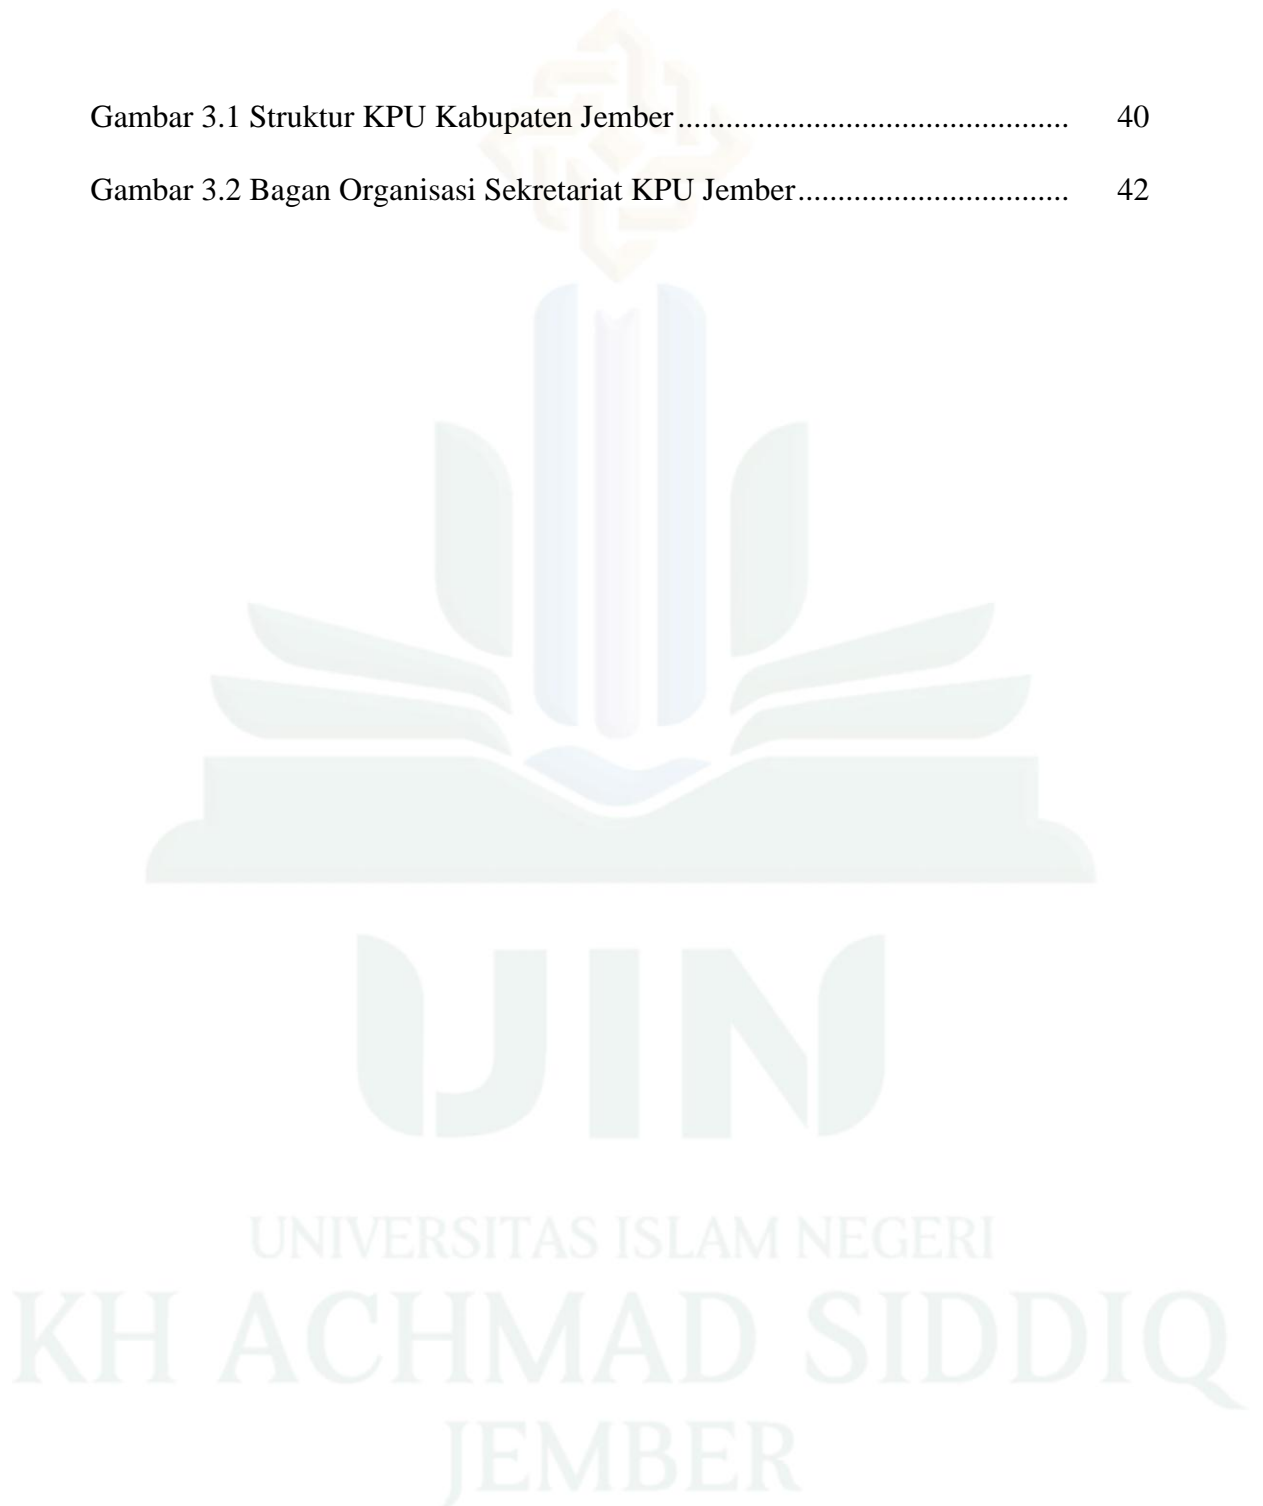 Gambar 3.1 Struktur KPU Kabupaten Jember................................................. 40
Gambar 3.2 Bagan Organisasi Sekretariat KPU Jember.................................. 42
UIN
UNIVERSITAS ISLAM NEGERI
KH ACHMAD SIDDIQ
JEMBER